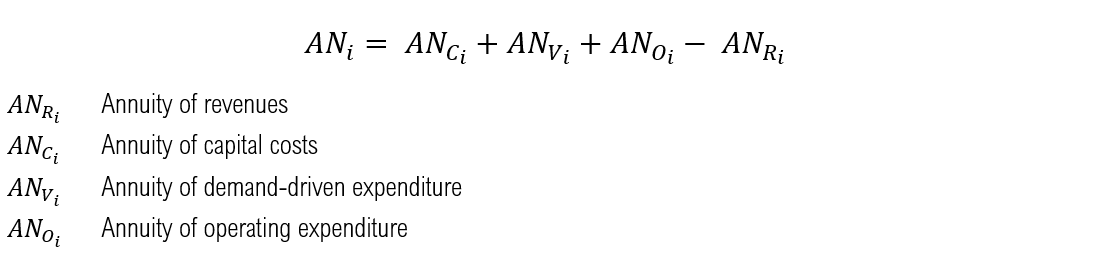 AN_i = AN_{C_i} + AN_{V_i} + AN_{O_i} − AN_{R_i}
AN_{R_i} Annuity of revenues
AN_{C_i} Annuity of capital costs
AN_{V_i} Annuity of demand-driven expenditure
AN_{O_i} Annuity of operating expenditure